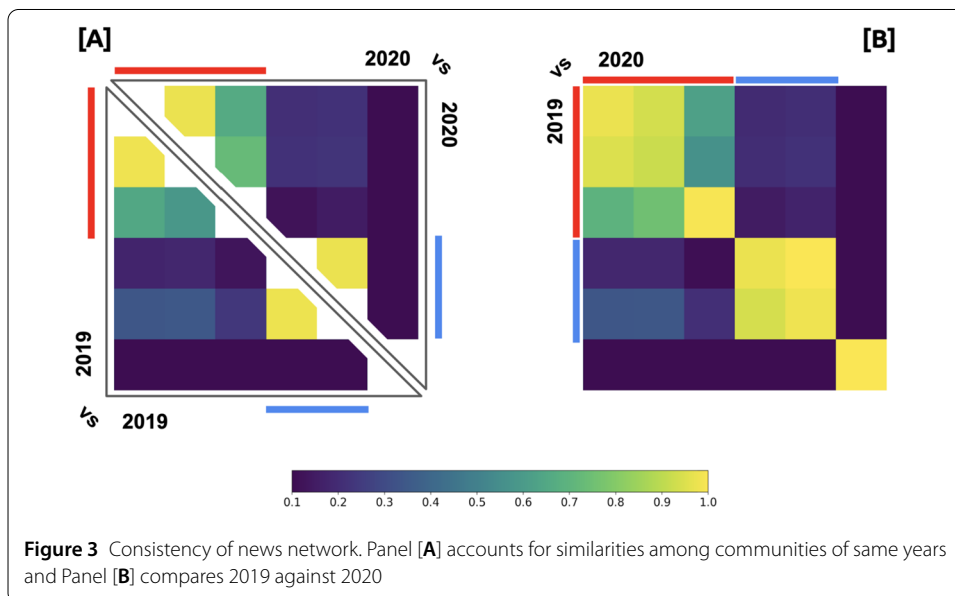 [A]
2020
vs
2020
2019
vs
2019
[B]
vs
2020
2019
0.1 0.2 0.3 0.4 0.5 0.6 0.7 0.8 0.9 1.0
Figure 3 Consistency of news network. Panel [A] accounts for similarities among communities of same years
and Panel [B] compares 2019 against 2020